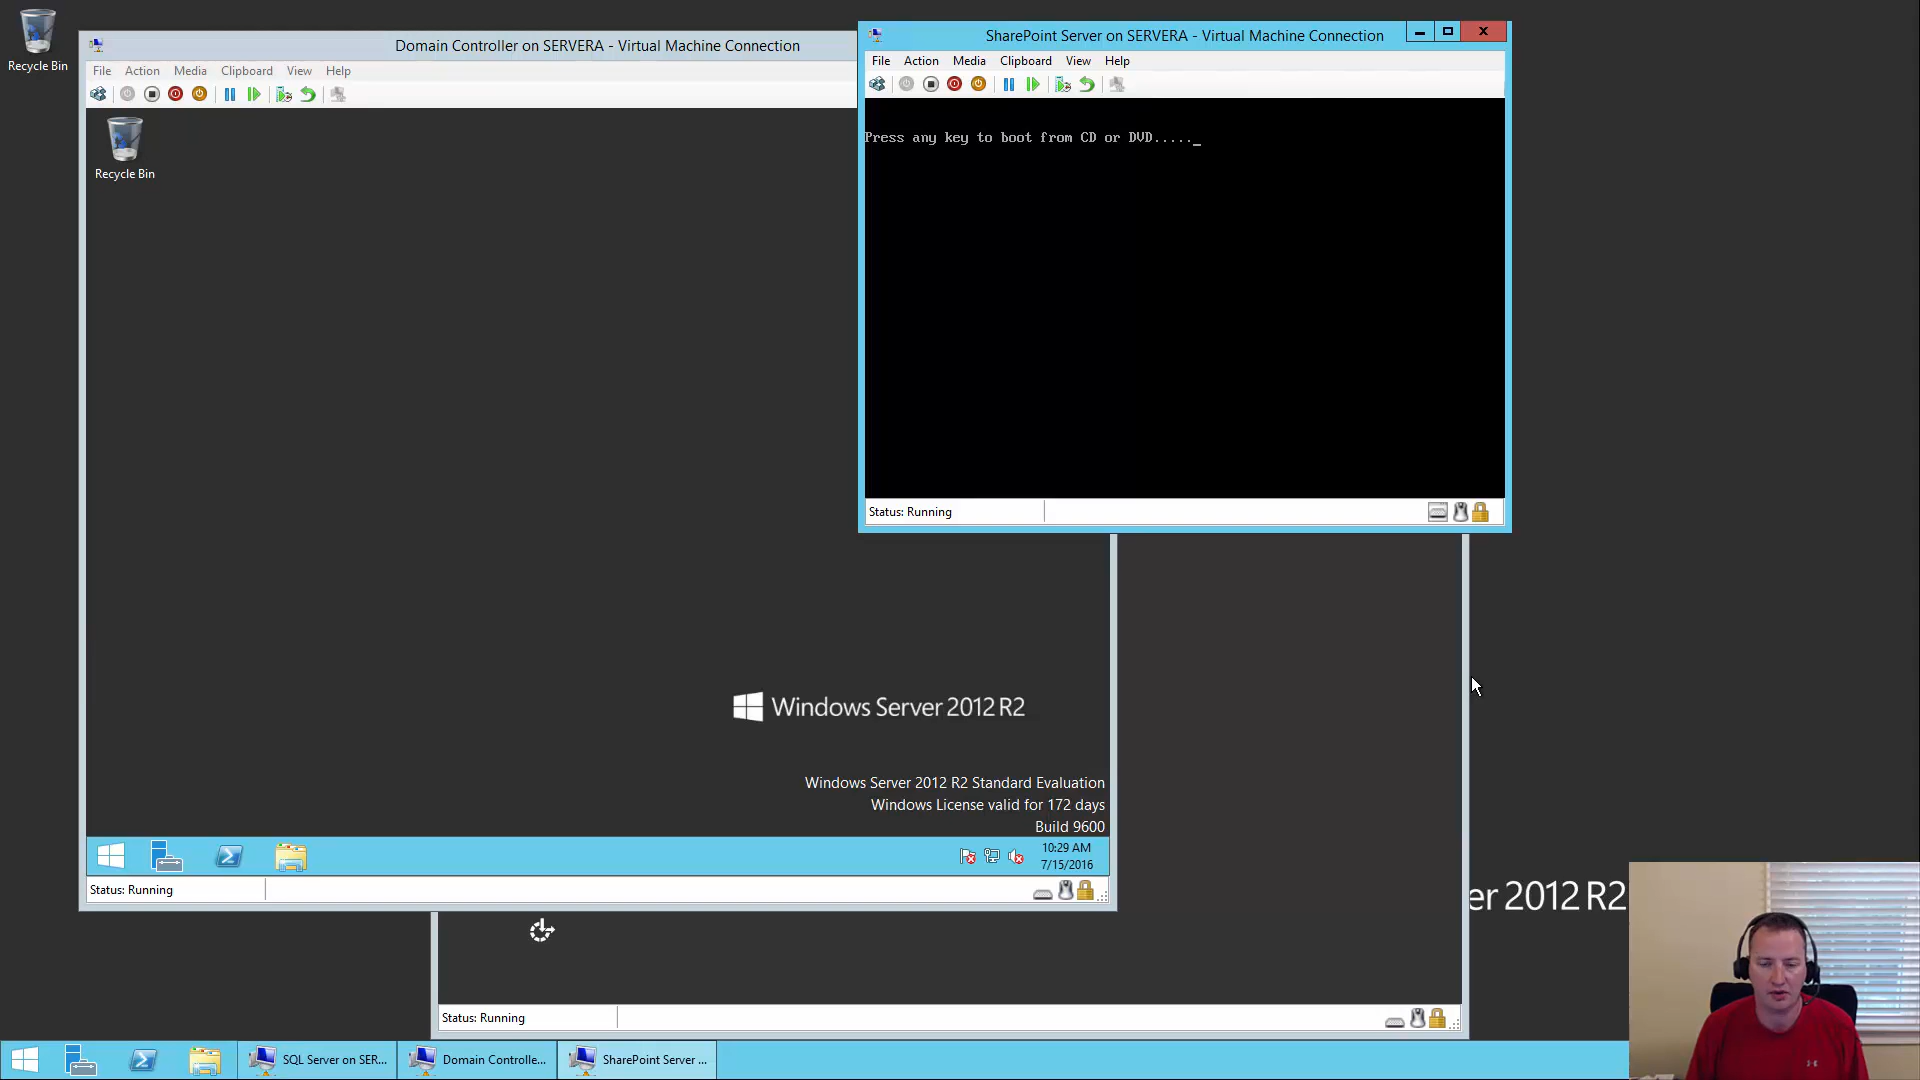 Recycle Bin
Domain Controller on SERVERA - Virtual Machine Connection
File Action Media Clipboard View Help
Recycle Bin
SharePoint Server on SERVERA - Virtual Machine Connection
File Action Media Clipboard View Help
Press any key to boot from CD or DVD....._
Status: Running
Windows Server 2012 R2
Windows Server 2012 R2 Standard Evaluation
Windows License valid for 172 days
Build 9600
10:29 AM
7/15/2016
Status: Running
er 2012 R2
Status: Running
SQL Server on SER...
Domain Controlle...
SharePoint Server ...